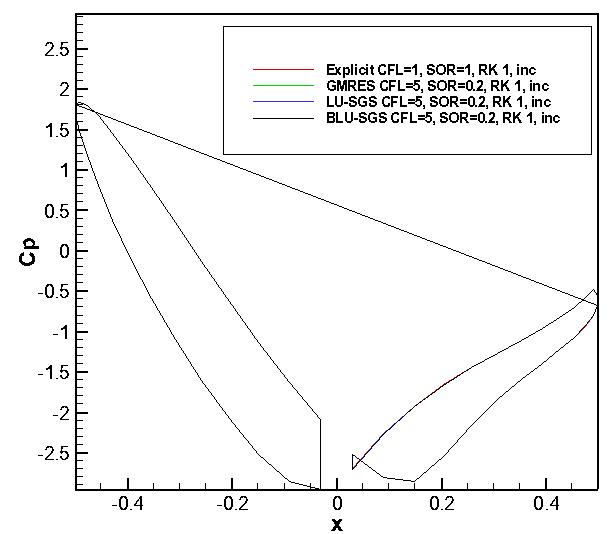 Explicit CFL=1, SOR=1, RK 1, inc
GMRES CFL=5, SOR=0.2, RK 1, inc
LU-SGS CFL=5, SOR=0.2, RK 1, inc
BLU-SGS CFL=5, SOR=0.2, RK 1, inc
2.5
2
1.5
1
0.5
0
-0.5
-1
-1.5
-2
-2.5
Cp
-0.4
-0.2
0
0.2
0.4
x